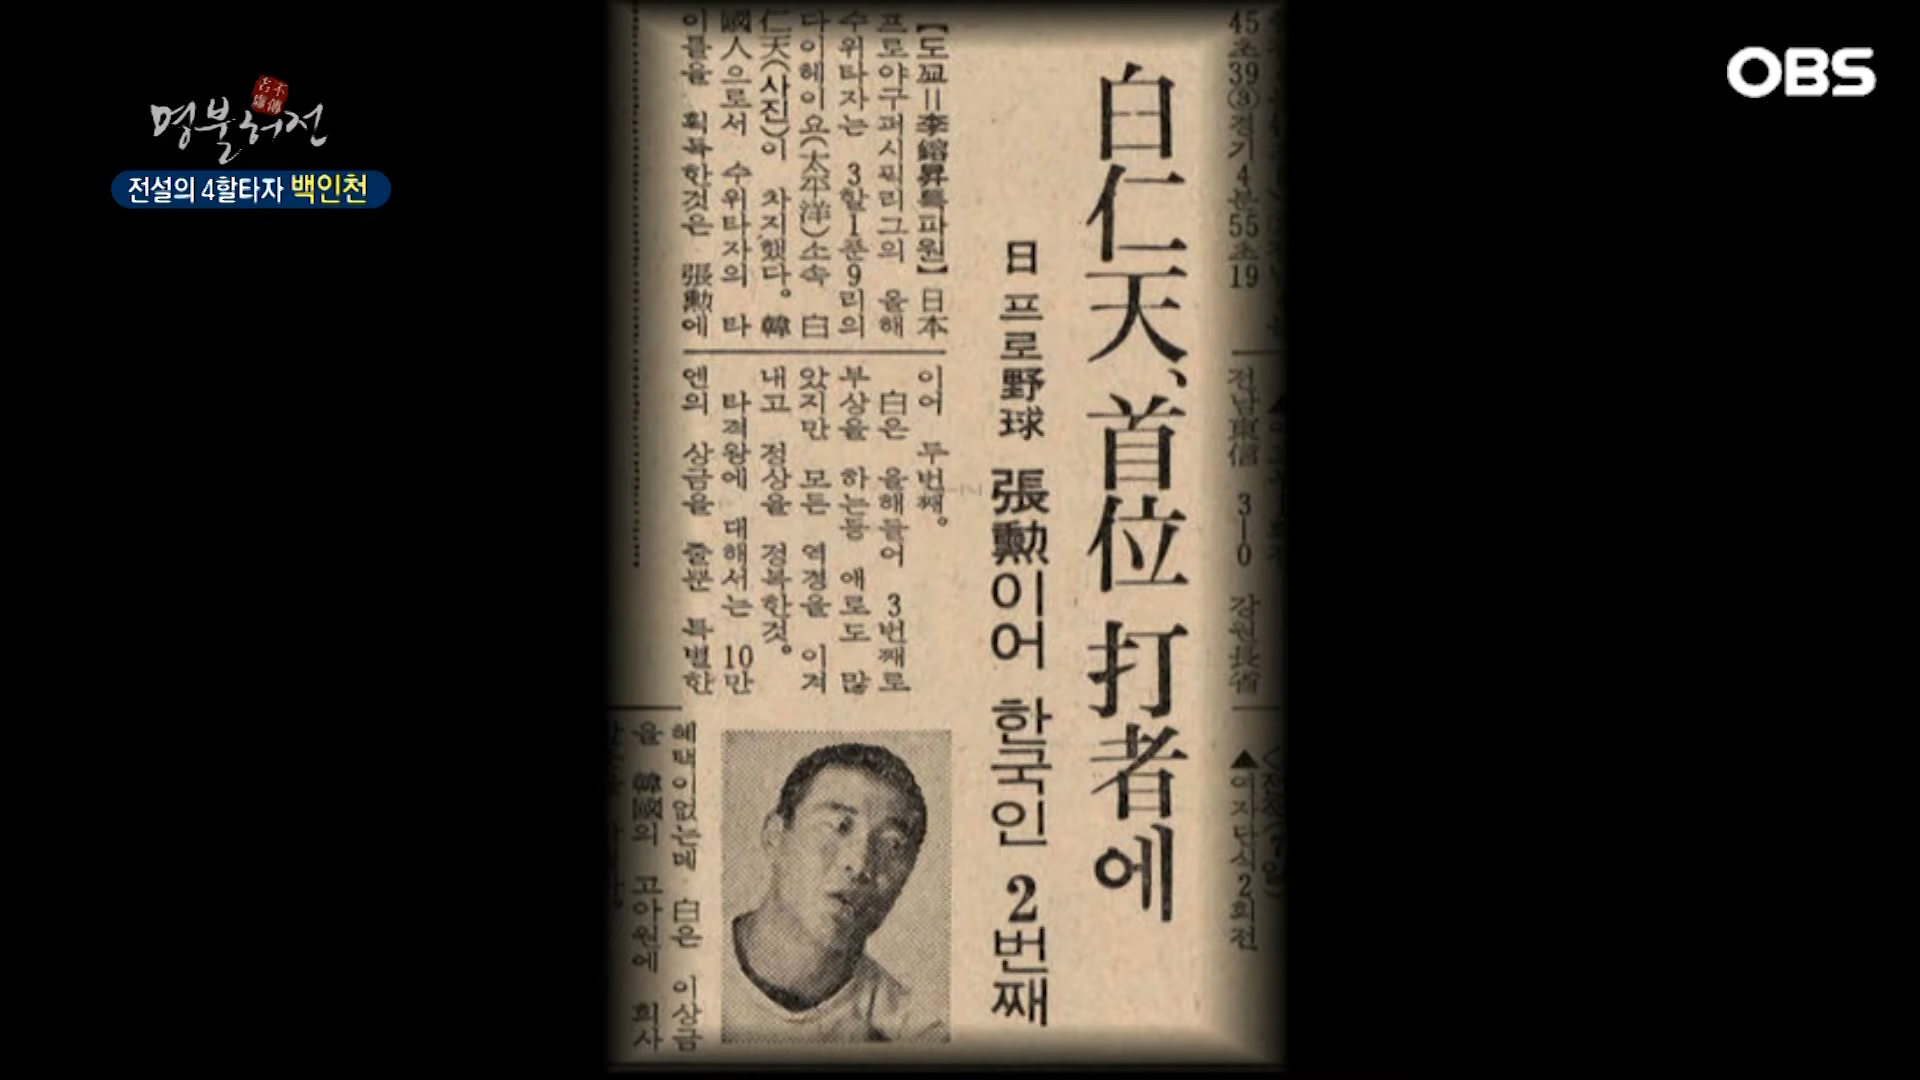 명불허전
名不虛傳
전설의 4할타자 백인천
OBS
白仁天、首位 打者에
日 프로野球 張勳이어 한국인 2번째
【도쿄=李鎔昇특파원】日本
프로야구퍼시픽리그의 올해
수위타자는 3할1푼9리의
다이헤이요(太平洋)소속 白
仁天(사진)이 차지했다。韓
國人으로서 수위타자의 타
이틀을 획득한것은 張勳에
이어 두번째。
白은 올해들어 3번째로
부상을 하는등 애로도 많
았지만 모든 역경을 이겨
내고 정상을 정복한것。
타격왕에 대해서는 10만
엔의 상금을 줄뿐 특별한
혜택이없는데 白은 이상금
을 韓國의 고아원에 희사
45초39③경기4분55초19
전남東信 3─0 강원長省
▲여자단식2회전